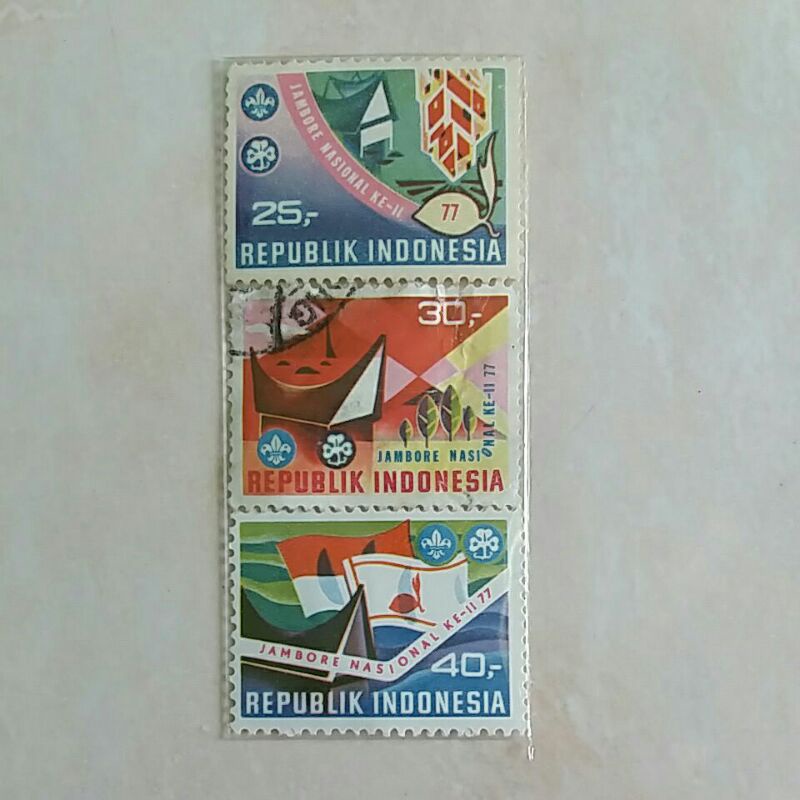 JAMBORE NASIONAL KE-II
25,-
77
REPUBLIK INDONESIA
30,-
JAMBORE NASIONAL KE-II 77
REPUBLIK INDONESIA
JAMBORE NASIONAL KE-II 77
40,-
REPUBLIK INDONESIA